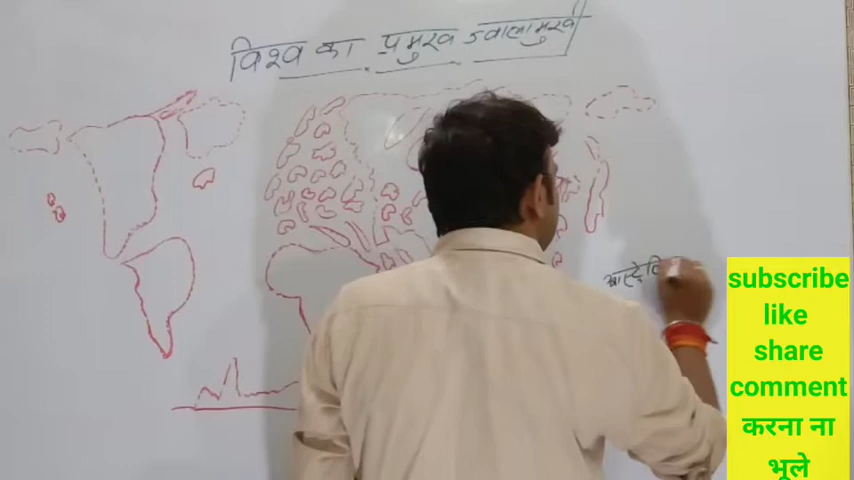 विश्व का प्रमुख ज्वालामुखी
subscribe
like
share
comment
करना ना
भूले